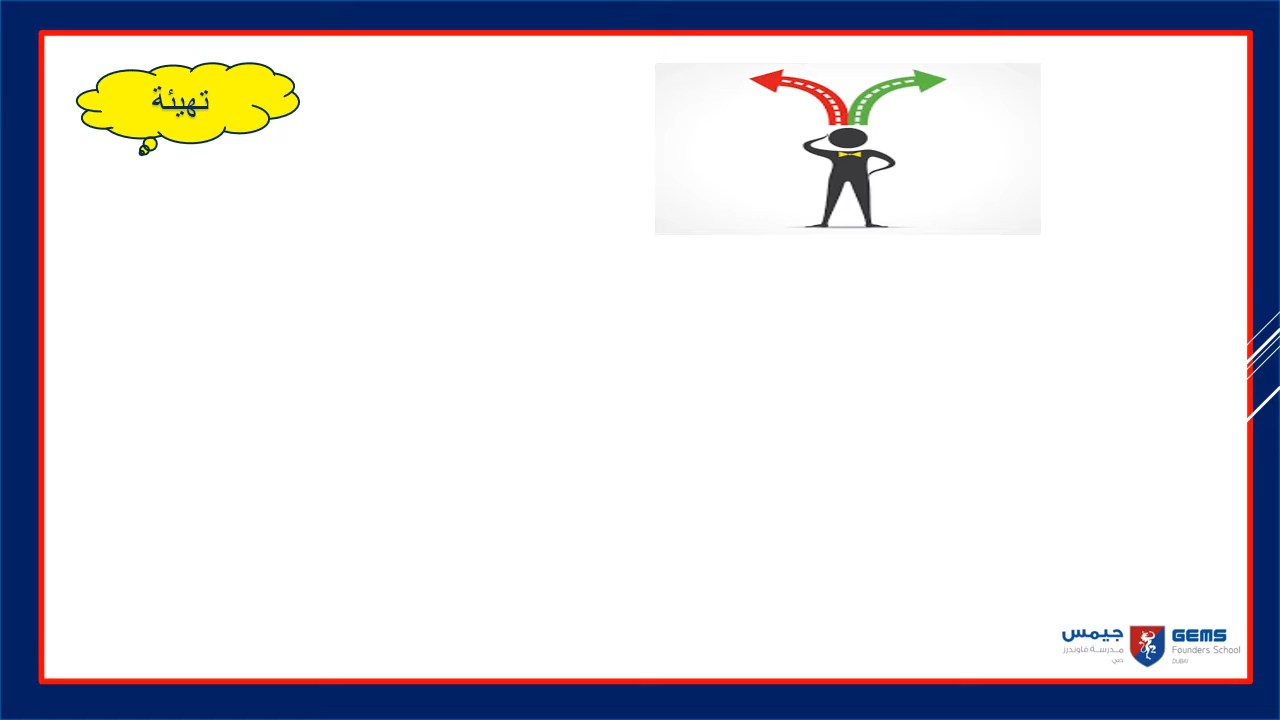 تهيئة
جيمس
مدرسة فاوندرز
دبي
GEMS
Founders School
DUBAI